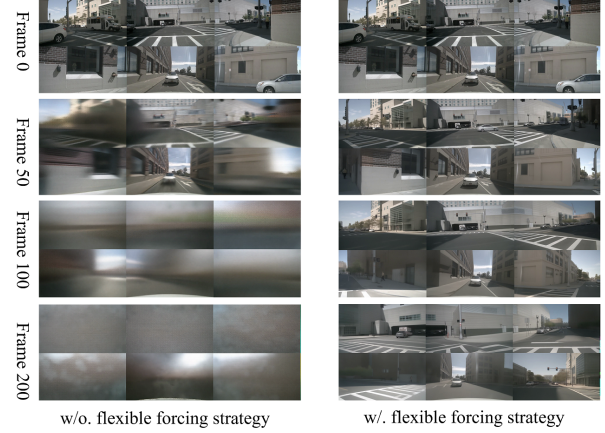 Frame 0
Frame 50
Frame 100
Frame 200
w/o. flexible forcing strategy
w/. flexible forcing strategy